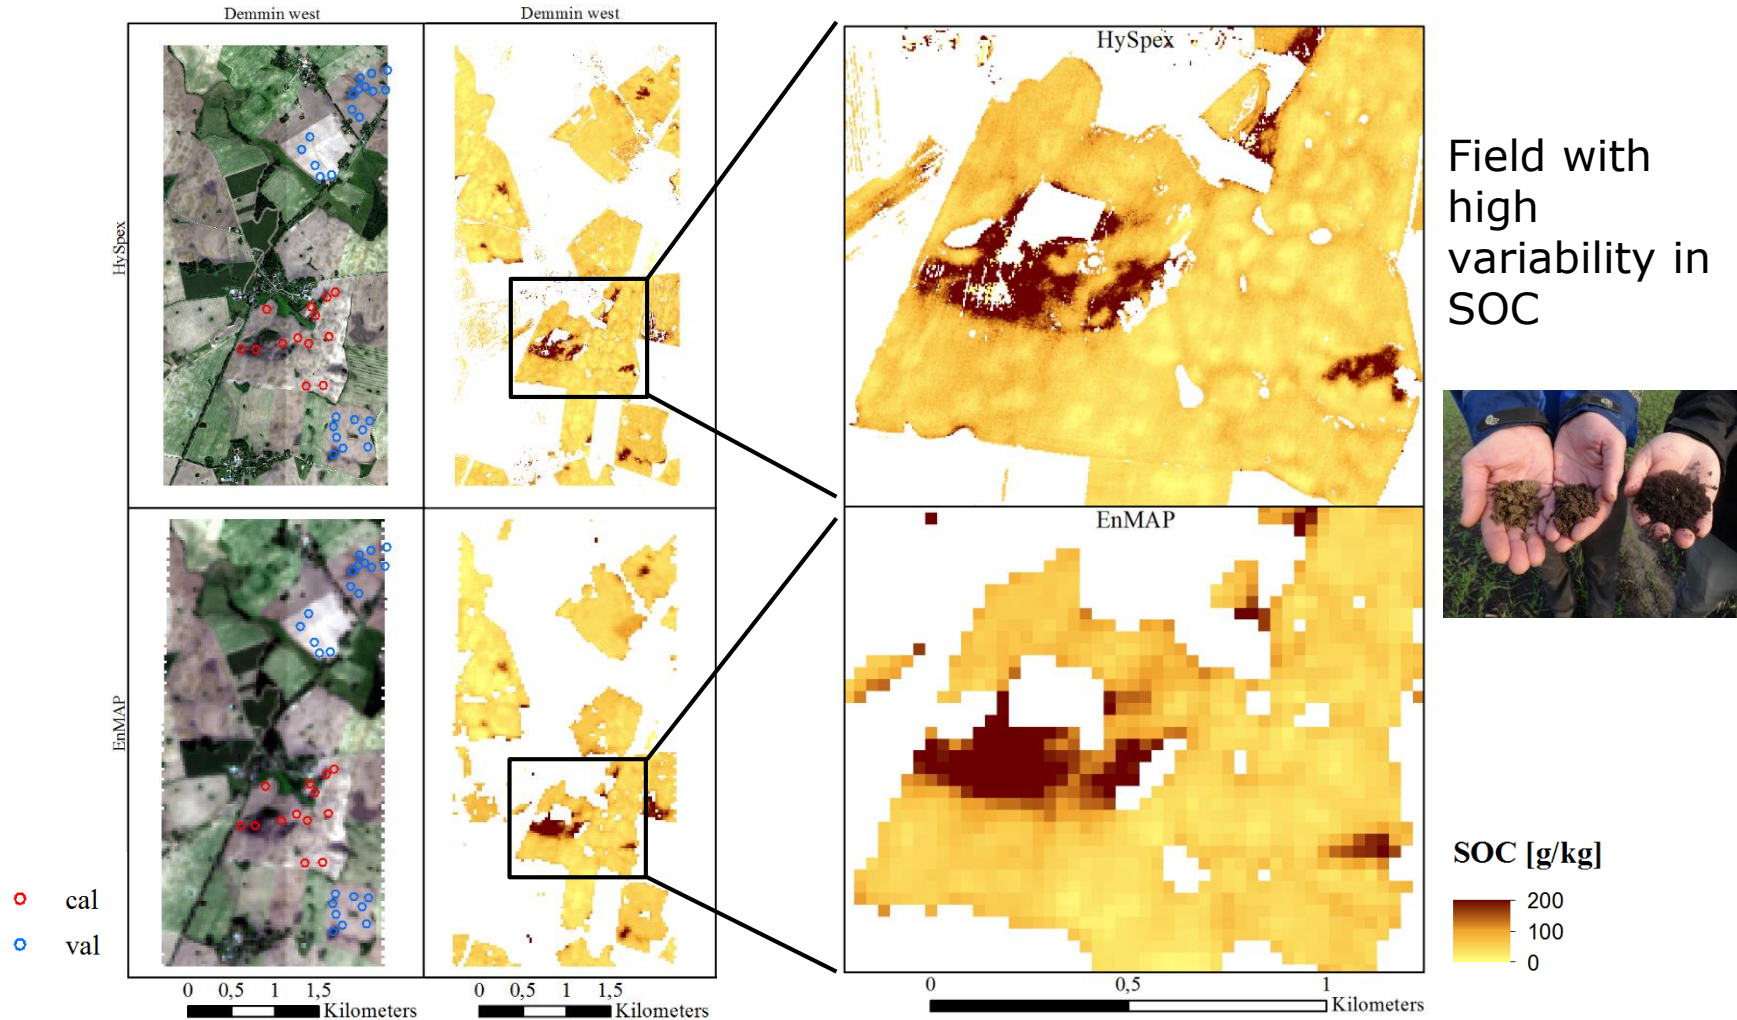 Demmin west
Demmin west
HySpex
HySpex
Field with
high
variability in
SOC
EnMAP
EnMAP
SOC [g/kg]
200
100
0
cal
val
0 0,5 1 1,5
Kilometers
0 0,5 1 1,5
Kilometers
0 0,5 1
Kilometers